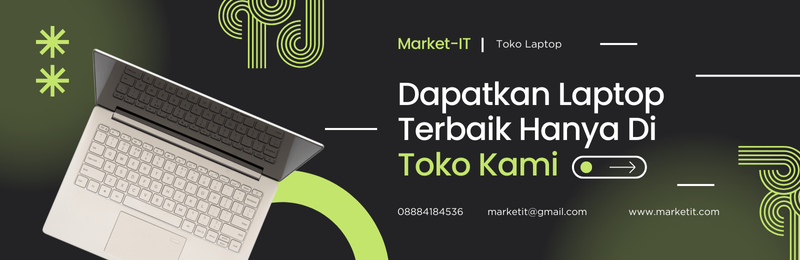 Market-IT | Toko Laptop
Dapatkan Laptop
Terbaik Hanya Di
Toko Kami
08884184536 marketit@gmail.com www.marketit.com